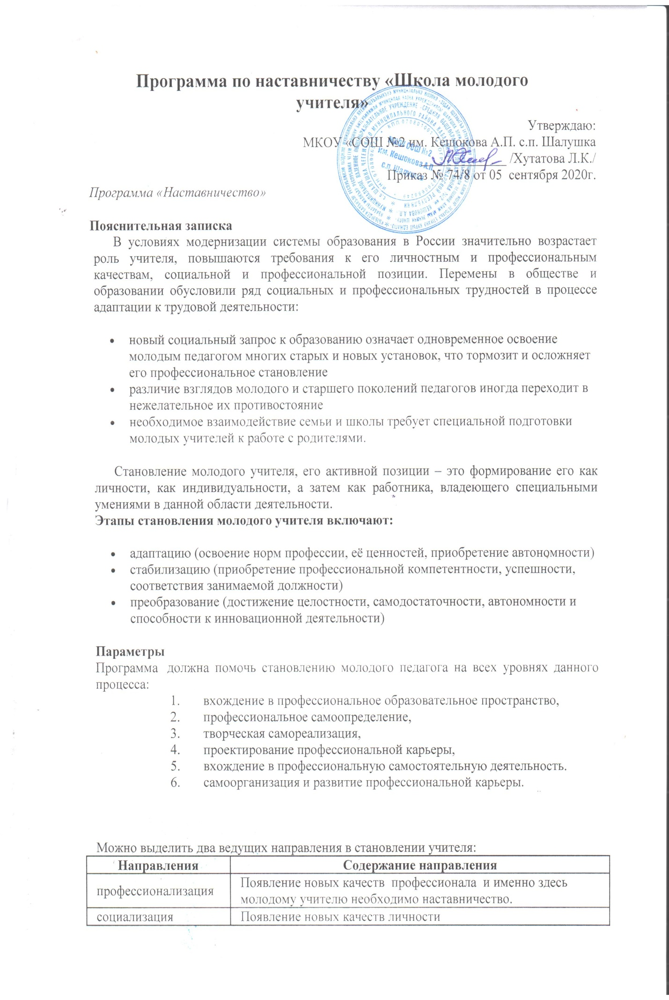 Программа по наставничеству «Школа молодого
учителя»
Утверждаю:
МКОУ «СОШ №2 им. Кешокова А.П. с.п. Шалушка
/Хутатова Л.К./
Приказ № 74/8 от 05 сентября 2020г.
МКОУ СОШ №2
им. Кешокова А.П.
с.п. Шалушка
Программа «Наставничество»
Пояснительная записка
В условиях модернизации системы образования в России значительно возрастает
роль учителя, повышаются требования к его личностным и профессиональным
качествам, социальной и профессиональной позиции. Перемены в обществе и
образовании обусловили ряд социальных и профессиональных трудностей в процессе
адаптации к трудовой деятельности:
• новый социальный запрос к образованию означает одновременное освоение
молодым педагогом многих старых и новых установок, что тормозит и осложняет
его профессиональное становление
• различие взглядов молодого и старшего поколений педагогов иногда переходит в
нежелательное их противостояние
• необходимое взаимодействие семьи и школы требует специальной подготовки
молодых учителей к работе с родителями.
Становление молодого учителя, его активной позиции – это формирование его как
личности, как индивидуальности, а затем как работника, владеющего специальными
умениями в данной области деятельности.
Этапы становления молодого учителя включают:
• адаптацию (освоение норм профессии, её ценностей, приобретение автономности)
• стабилизацию (приобретение профессиональной компетентности, успешности,
соответствия занимаемой должности)
• преобразование (достижение целостности, самодостаточности, автономности и
способности к инновационной деятельности)
Параметры
Программа должна помочь становлению молодого педагога на всех уровнях данного
процесса:
1. вхождение в профессиональное образовательное пространство,
2. профессиональное самоопределение,
3. творческая самореализация,
4. проектирование профессиональной карьеры,
5. вхождение в профессиональную самостоятельную деятельность.
6. самоорганизация и развитие профессиональной карьеры.
Можно выделить два ведущих направления в становлении учителя:
Направления Содержание направления
профессионализация Появление новых качеств профессионала и именно здесь
молодому учителю необходимо наставничество.
социализация Появление новых качеств личности